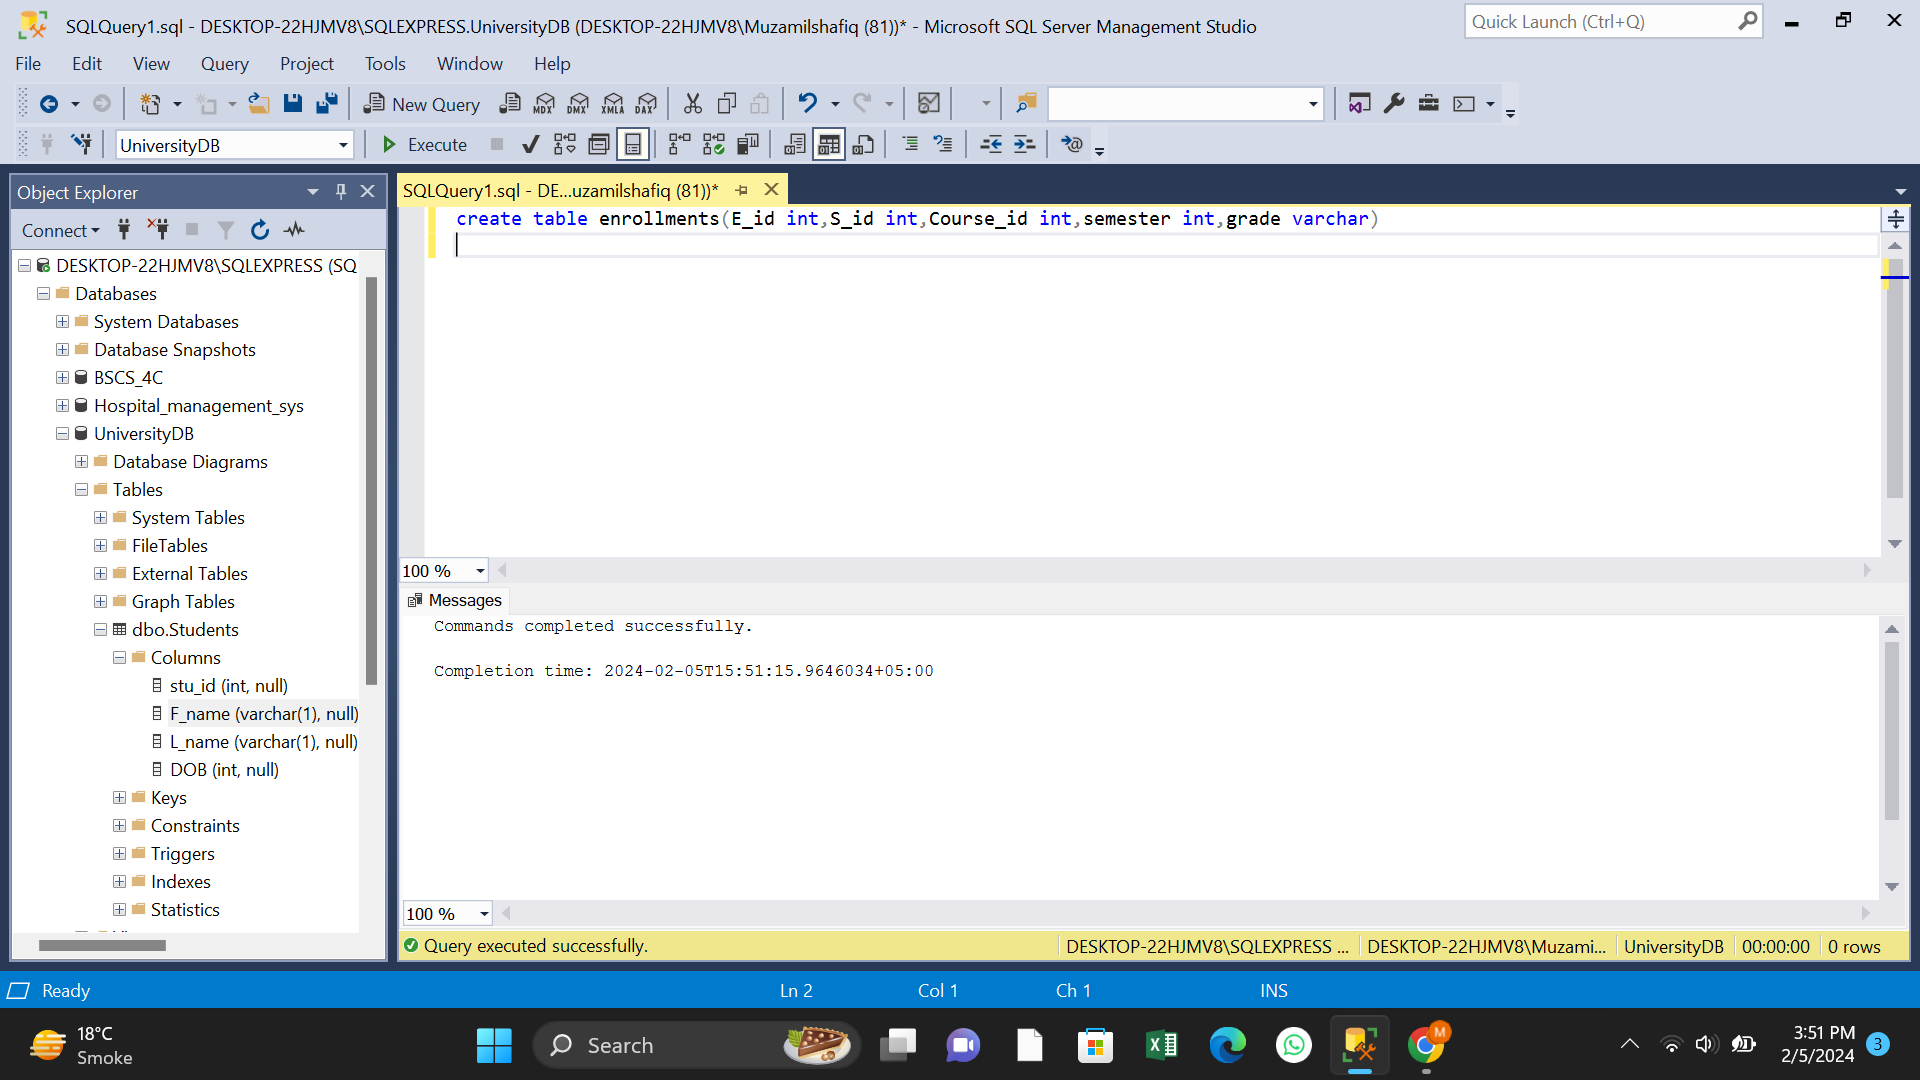 SQLQuery1.sql - DESKTOP-22HJMV8\SQLEXPRESS.UniversityDB (DESKTOP-22HJMV8\Muzamilshafiq (81))* - Microsoft SQL Server Management Studio
Quick Launch (Ctrl+Q)
File Edit View Query Project Tools Window Help
New Query MDX DMX XMLA DAX
UniversityDB Execute
Object Explorer
Connect
DESKTOP-22HJMV8\SQLEXPRESS (SQ
Databases
System Databases
Database Snapshots
BSCS_4C
Hospital_management_sys
UniversityDB
Database Diagrams
Tables
System Tables
FileTables
External Tables
Graph Tables
dbo.Students
Columns
stu_id (int, null)
F_name (varchar(1), null)
L_name (varchar(1), null)
DOB (int, null)
Keys
Constraints
Triggers
Indexes
Statistics
SQLQuery1.sql - DE...uzamilshafiq (81))*
create table enrollments(E_id int,S_id int,Course_id int,semester int,grade varchar)
100 %
Messages
Commands completed successfully.
Completion time: 2024-02-05T15:51:15.9646034+05:00
100 %
Query executed successfully. DESKTOP-22HJMV8\SQLEXPRESS ... DESKTOP-22HJMV8\Muzami... UniversityDB 00:00:00 0 rows
Ready Ln 2 Col 1 Ch 1 INS
18°C
Smoke
Search
M
3:51 PM
2/5/2024
3